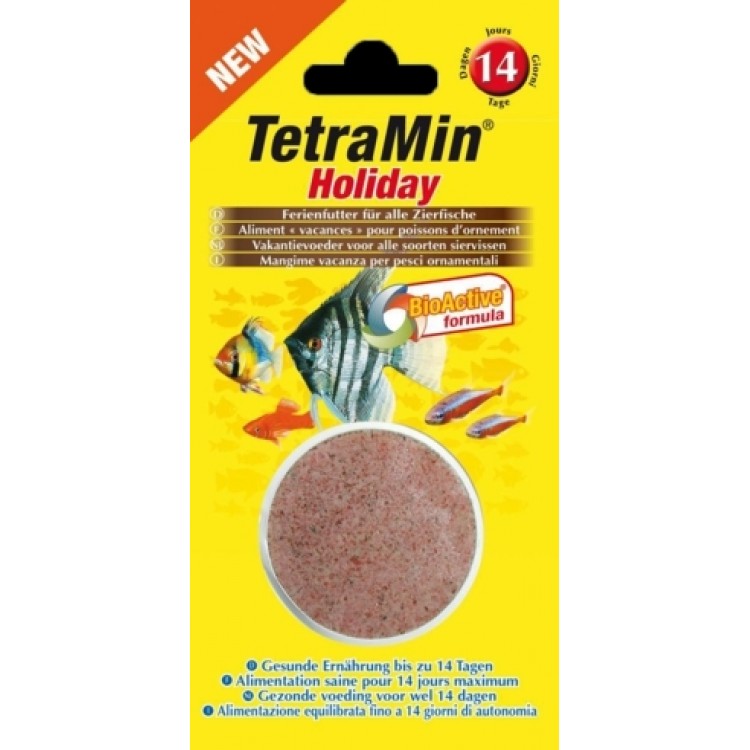 NEW
Jours
Dagen
14
Giorni
Tage
TetraMin®
Holiday
D Ferienfutter für alle Zierfische
F Aliment « vacances » pour poissons d'ornement
NL Vakantievoeder voor alle soorten siervissen
I Mangime vacanza per pesci ornamentali
BioActive®
formula
D Gesunde Ernährung bis zu 14 Tagen
F Alimentation saine pour 14 jours maximum
NL Gezonde voeding voor wel 14 dagen
I Alimentazione equilibrata fino a 14 giorni di autonomia